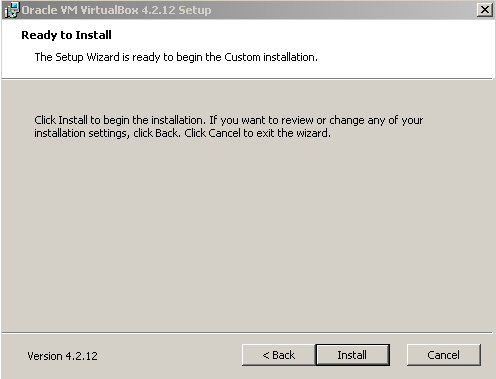 Oracle VM VirtualBox 4.2.12 Setup
Ready to Install
The Setup Wizard is ready to begin the Custom installation.
Click Install to begin the installation. If you want to review or change any of your
installation settings, click Back. Click Cancel to exit the wizard.
Version 4.2.12
< Back
Install
Cancel